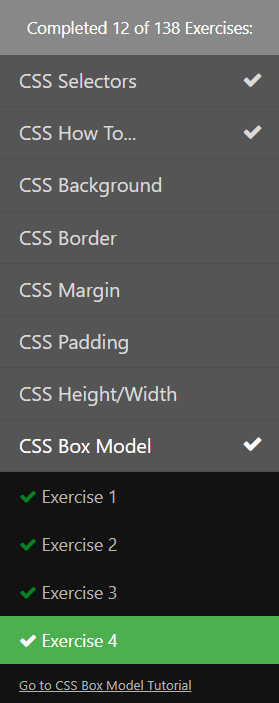 Completed 12 of 138 Exercises:
CSS Selectors
CSS How To...
CSS Background
CSS Border
CSS Margin
CSS Padding
CSS Height/Width
CSS Box Model
Exercise 1
Exercise 2
Exercise 3
Exercise 4
Go to CSS Box Model Tutorial